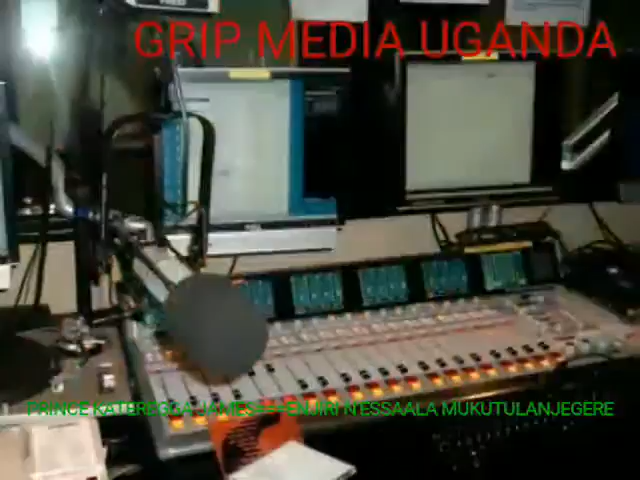 GRIP MEDIA UGANDA
PRINCE KATEREGGA JAMES===ENJIRI N'ESSAALA MUKUTULANJEGERE